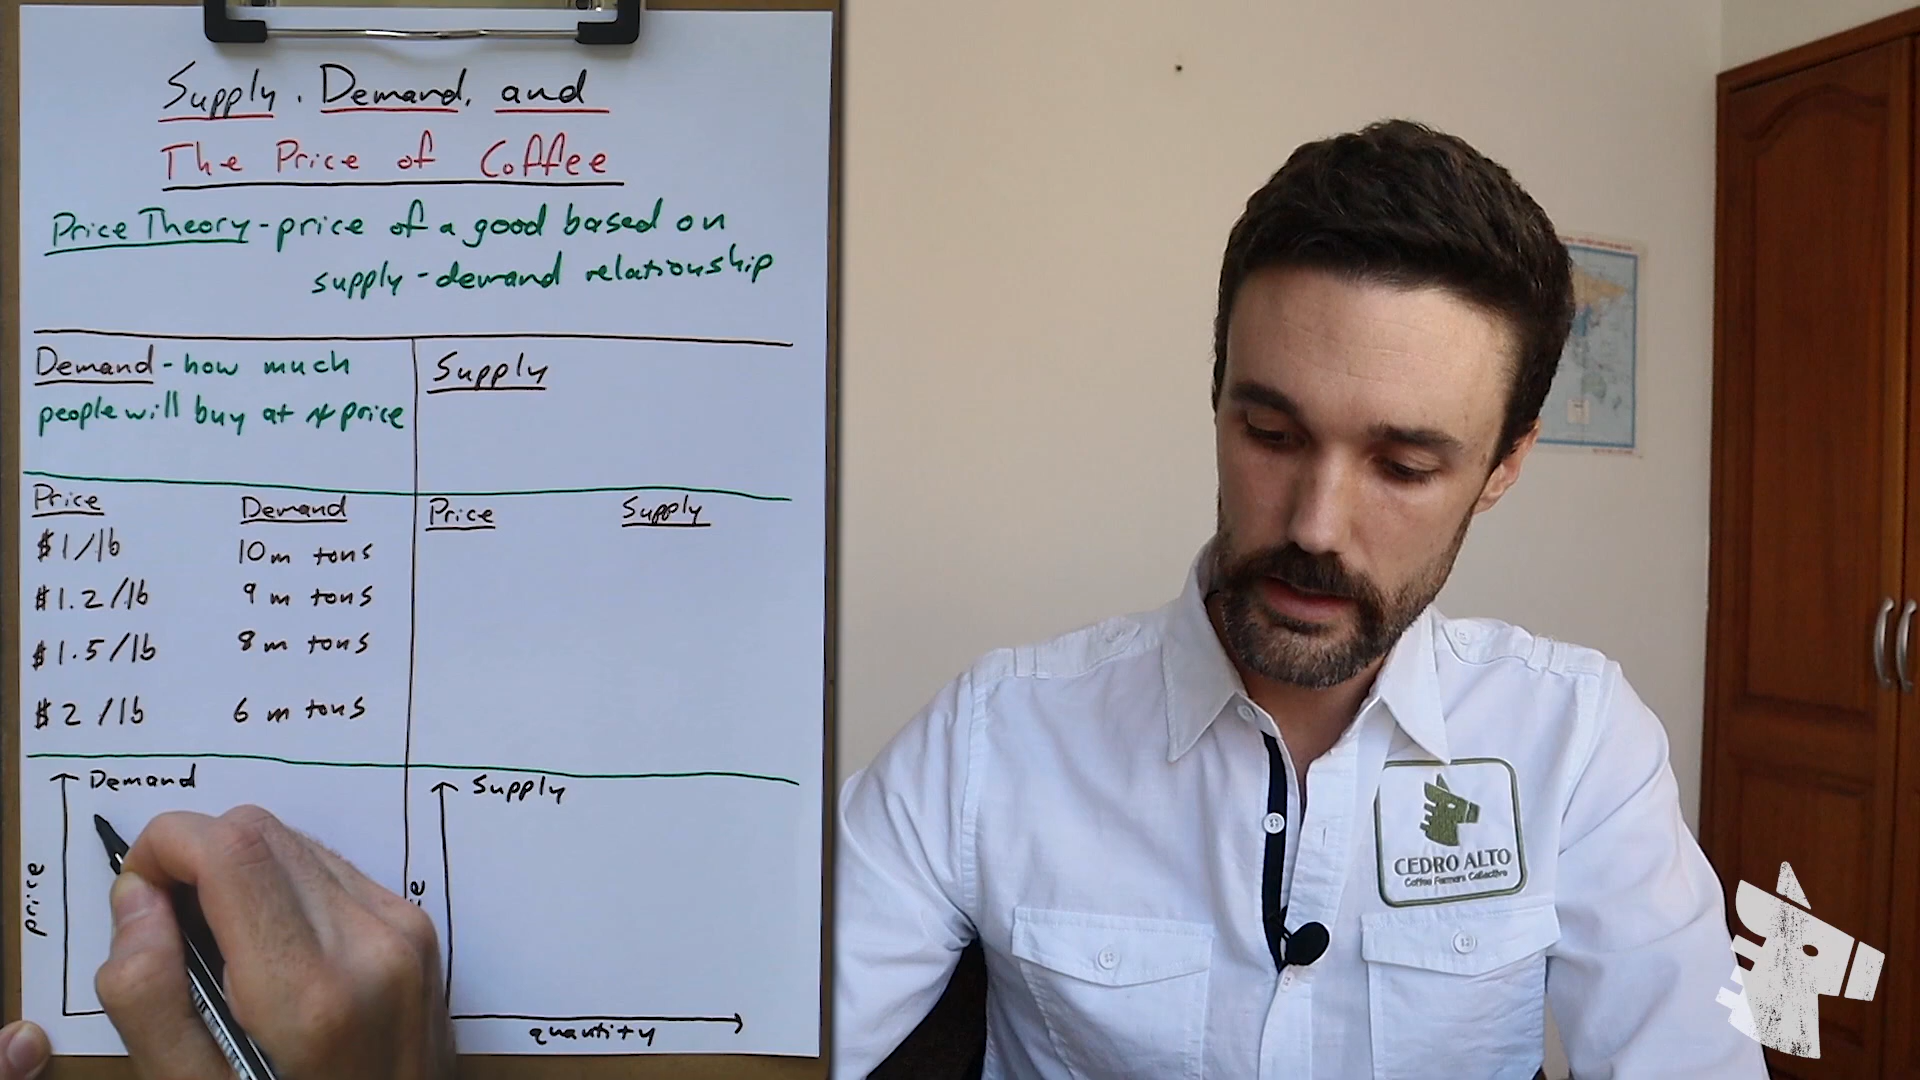 Supply, Demand, and
The Price of Coffee
Price Theory - price of a good based on
supply - demand relationship
Demand - how much
people will buy at price
Supply
Price Demand
$1/lb 10m tons
$1.2/lb 9 m tons
$1.5/lb 8 m tons
$2/lb 6 m tons
Price Supply
Demand
price
Supply
quantity
CEDRO ALTO
Coffee Farmers Collective